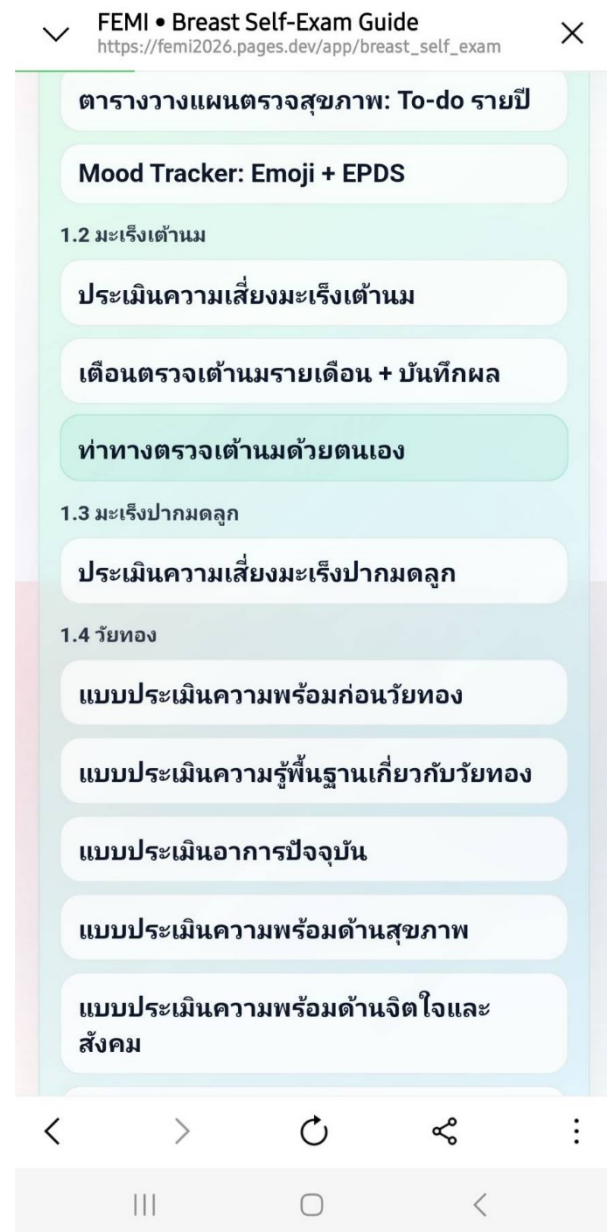 FEMI • Breast Self-Exam Guide
https://femi2026.pages.dev/app/breast_self_exam
ตารางวางแผนตรวจสุขภาพ: To-do รายปี
Mood Tracker: Emoji + EPDS
1.2 มะเร็งเต้านม
ประเมินความเสี่ยงมะเร็งเต้านม
เตือนตรวจเต้านมรายเดือน + บันทึกผล
ท่าทางตรวจเต้านมด้วยตนเอง
1.3 มะเร็งปากมดลูก
ประเมินความเสี่ยงมะเร็งปากมดลูก
1.4 วัยทอง
แบบประเมินความพร้อมก่อนวัยทอง
แบบประเมินความรู้พื้นฐานเกี่ยวกับวัยทอง
แบบประเมินอาการปัจจุบัน
แบบประเมินความพร้อมด้านสุขภาพ
แบบประเมินความพร้อมด้านจิตใจและ
สังคม